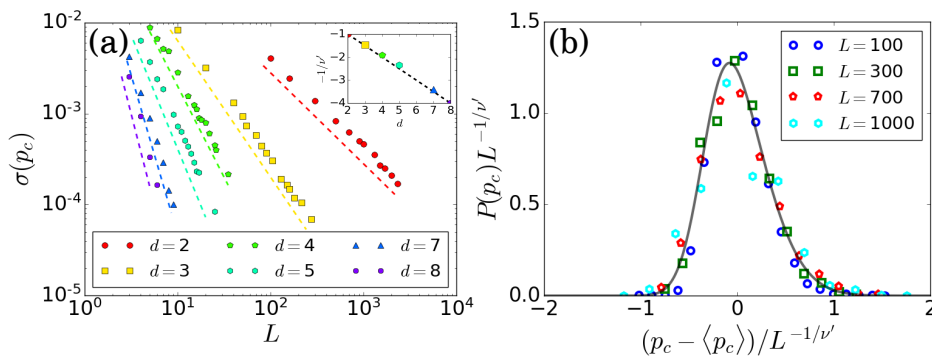 (a)
10^{-2}
10^{-3}
10^{-4}
10^{-5}
σ(p_c)
10^0 10^1 10^2 10^3 10^4
L
-1
-2
-3
-4
-1/ν′
2 3 4 5 6 7 8
d
d = 2 d = 4 d = 7
d = 3 d = 5 d = 8
(b)
1.5
1.0
0.5
0.0
P(p_c)L^{-1/ν′}
-1 0 1 2
(p_c − ⟨p_c⟩)/L^{-1/ν′}
L = 100
L = 300
L = 700
L = 1000